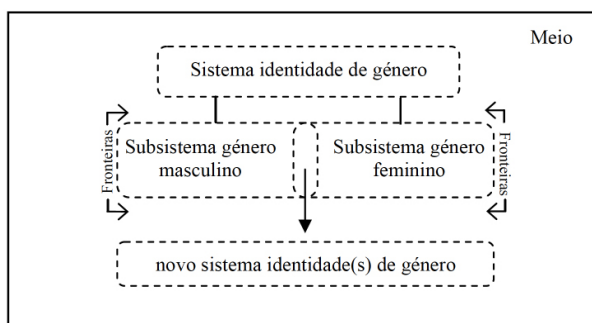 Meio
Sistema identidade de género
Fronteiras
Subsistema género
masculino
Subsistema género
feminino
Fronteiras
novo sistema identidade(s) de género